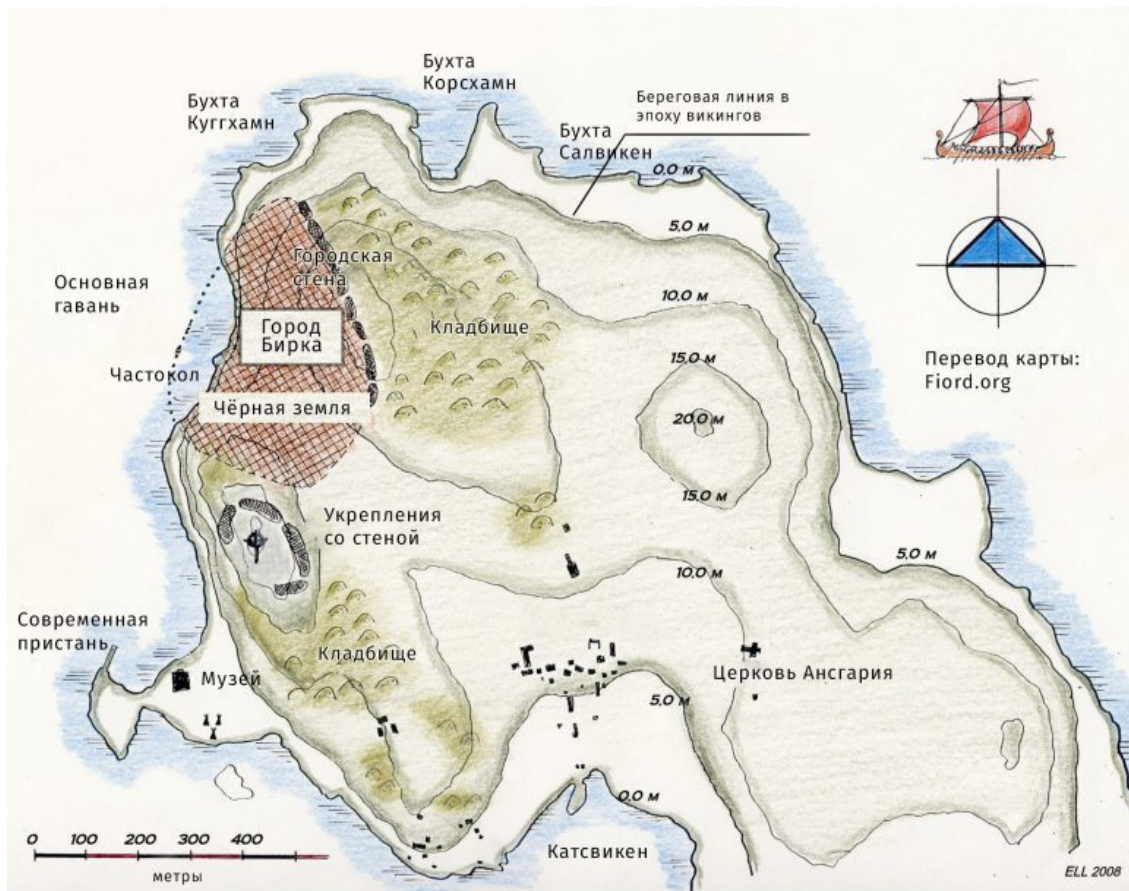 Бухта
Корсхамн
Бухта
Куггхамн
Береговая линия в
эпоху викингов
Бухта
Салвикен
0.0 м
5.0 м
Городская
стена
Основная
гавань
10.0 м
Кладбище
Город
Бирка
Перевод карты:
Fiord.org
15.0 м
Частокол
Чёрная земля
20.0 м
15.0 м
Укрепления
со стеной
5.0 м
10.0 м
Современная
пристань
Кладбище
Музей
Церковь Ансгария
5.0 м
0.0 м
0 100 200 300 400
метры
Катсвикен
ELL 2008